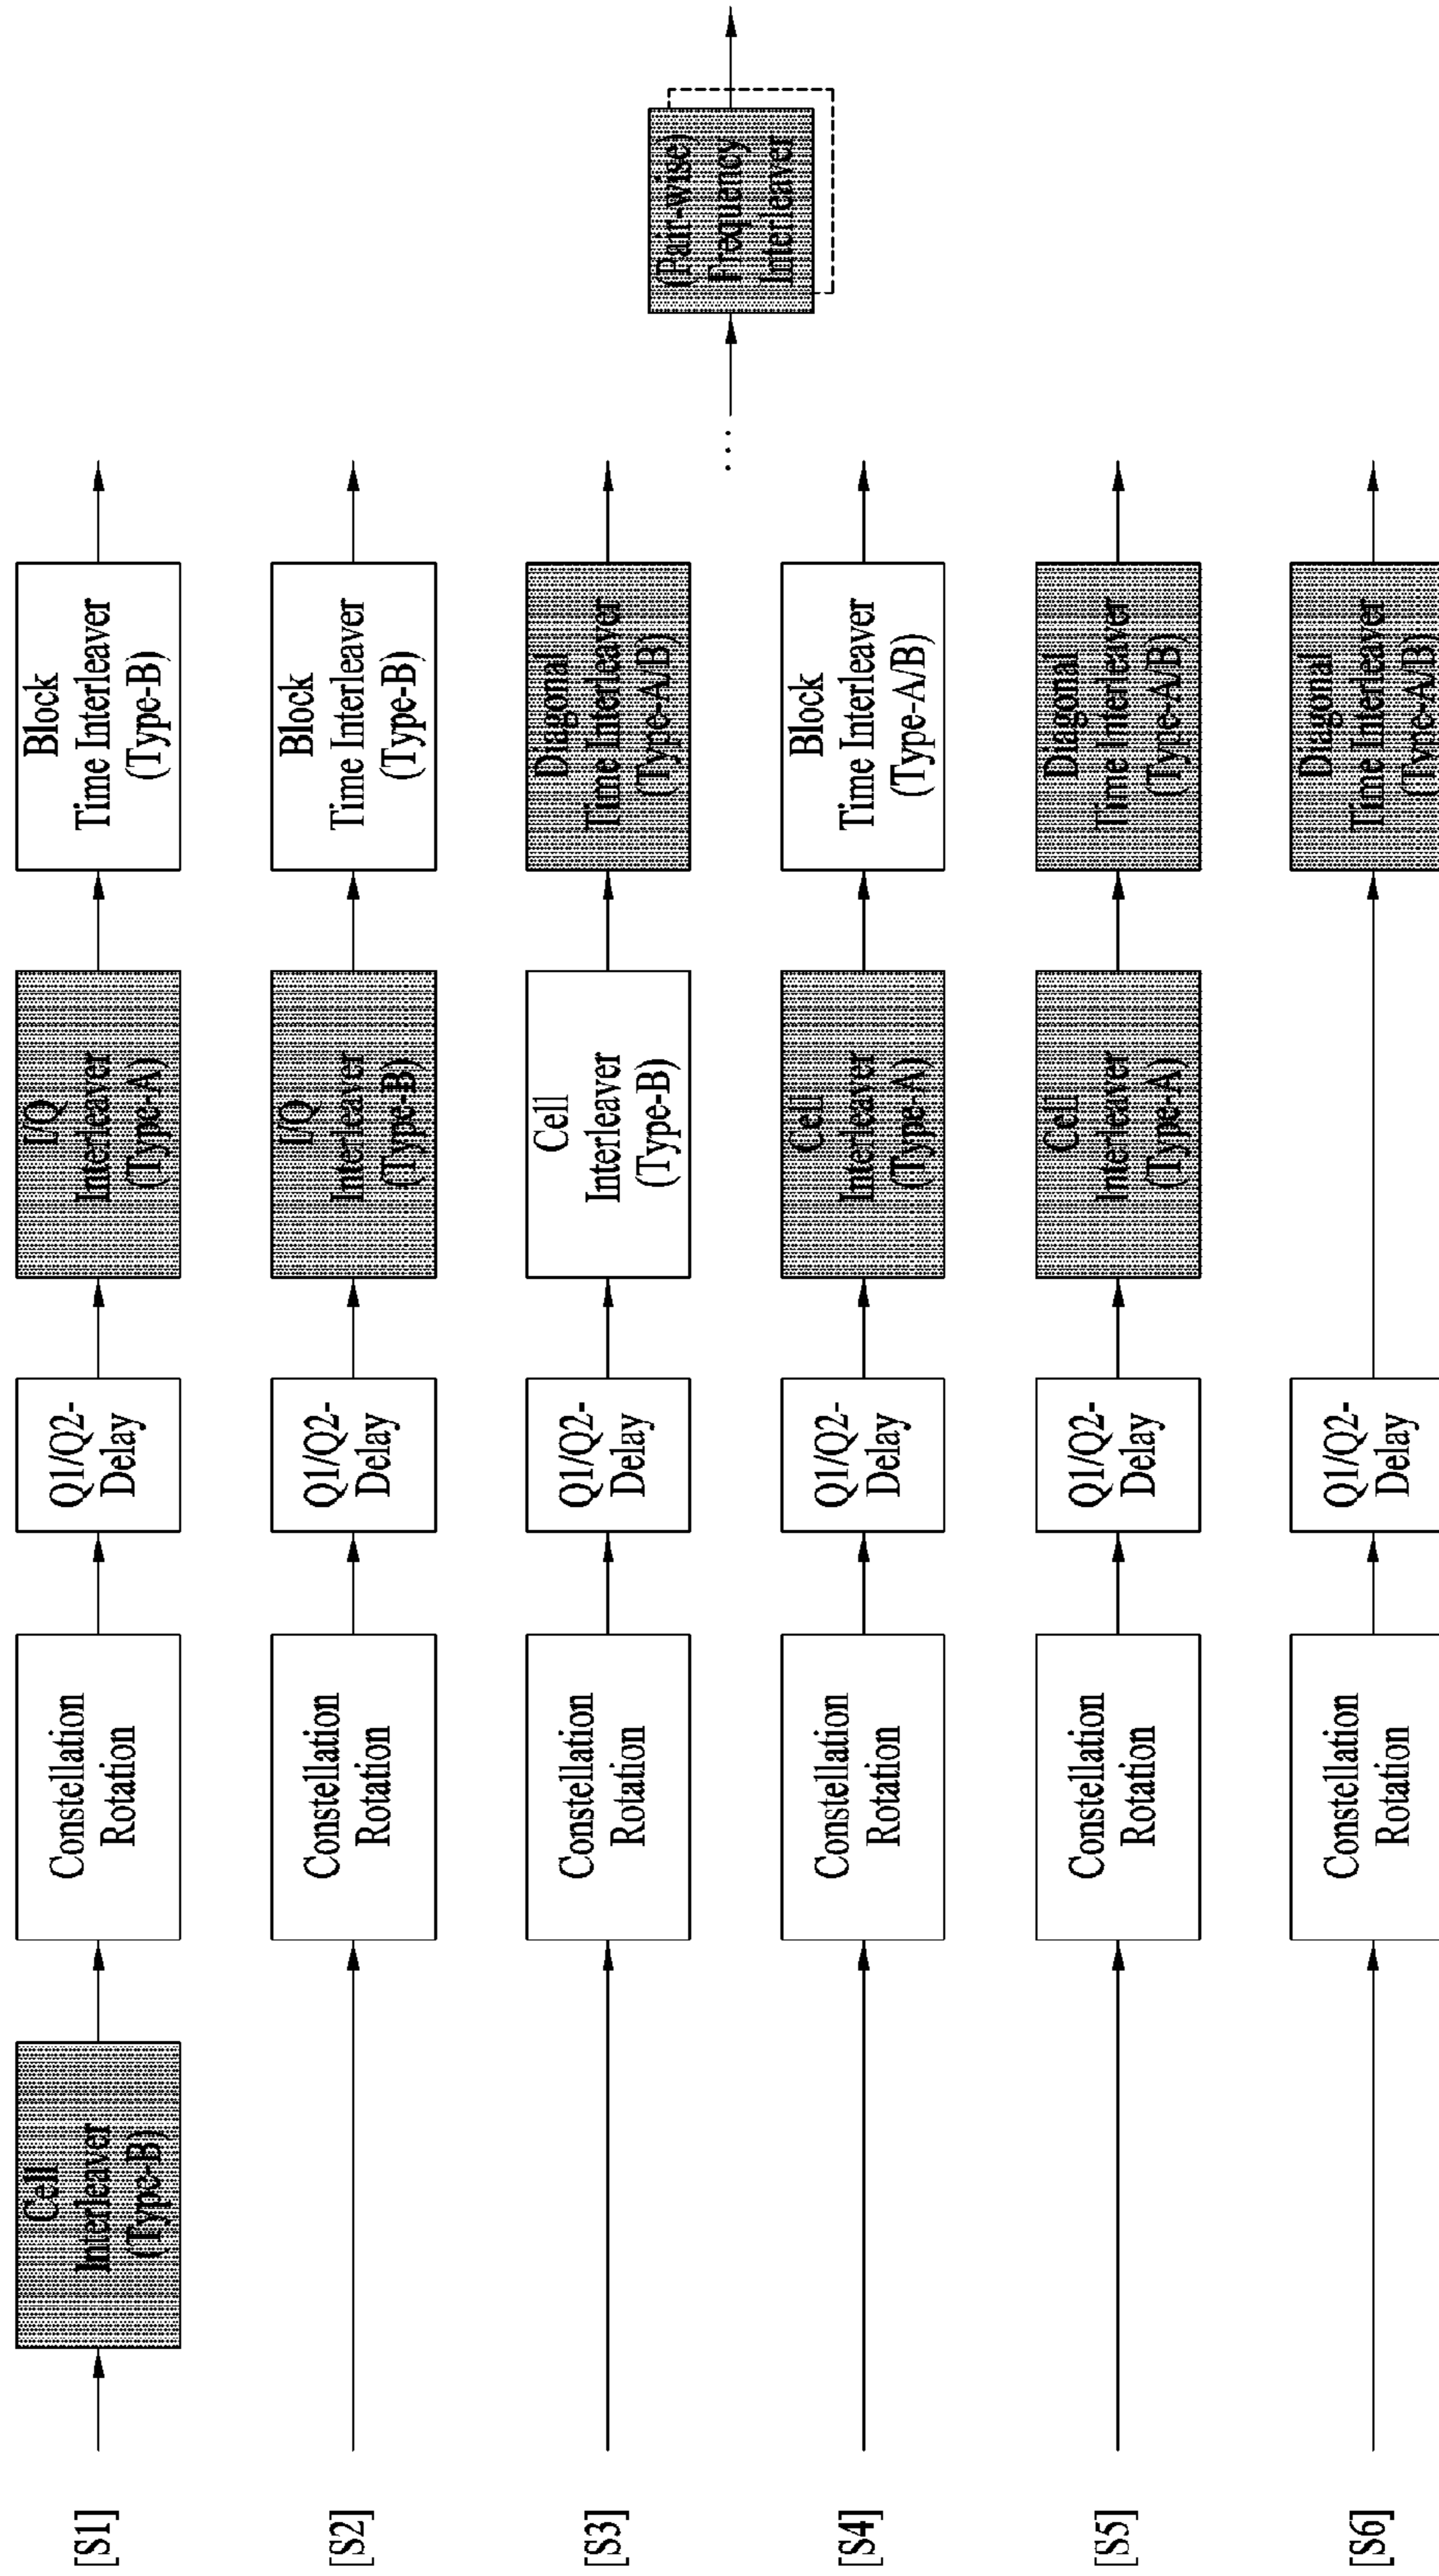 [S1]
Cell
Interleaver
(Type-B)
Constellation
Rotation
Q1/Q2-
Delay
I/Q
Interleaver
(Type-A)
Block
Time Interleaver
(Type-B)
[S2]
Constellation
Rotation
Q1/Q2-
Delay
I/Q
Interleaver
(Type-B)
Block
Time Interleaver
(Type-B)
[S3]
Constellation
Rotation
Q1/Q2-
Delay
Cell
Interleaver
(Type-B)
Diagonal
Time Interleaver
(Type-A/B)
...
(Pair-wise)
Frequency
Interleaver
[S4]
Constellation
Rotation
Q1/Q2-
Delay
Cell
Interleaver
(Type-A)
Block
Time Interleaver
(Type-A/B)
[S5]
Constellation
Rotation
Q1/Q2-
Delay
Cell
Interleaver
(Type-A)
Diagonal
Time Interleaver
(Type-A/B)
[S6]
Constellation
Rotation
Q1/Q2-
Delay
Diagonal
Time Interleaver
(Type-A/B)